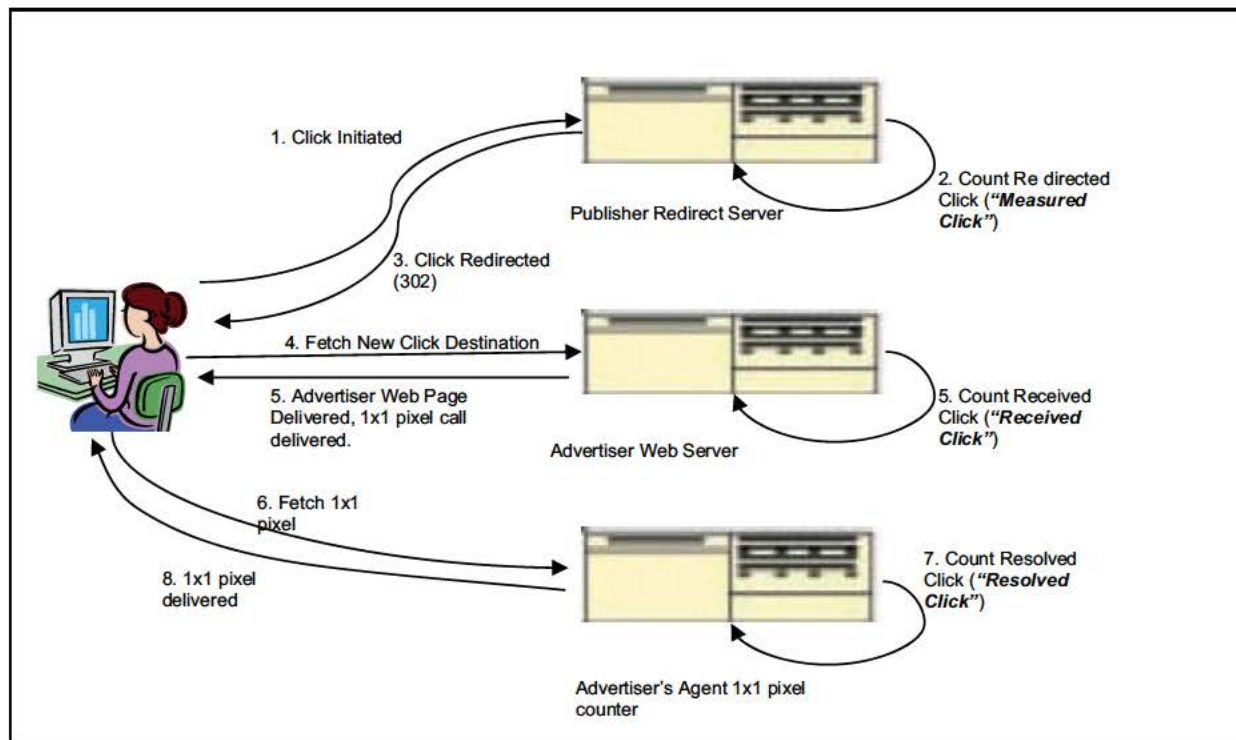 1. Click Initiated
2. Count Re directed
Click (“Measured
Click”)
Publisher Redirect Server
3. Click Redirected
(302)
4. Fetch New Click Destination
5. Advertiser Web Page
Delivered, 1x1 pixel call
delivered.
5. Count Received
Click (“Received
Click”)
Advertiser Web Server
6. Fetch 1x1
pixel
7. Count Resolved
Click (“Resolved
Click”)
8. 1x1 pixel
delivered
Advertiser’s Agent 1x1 pixel
counter